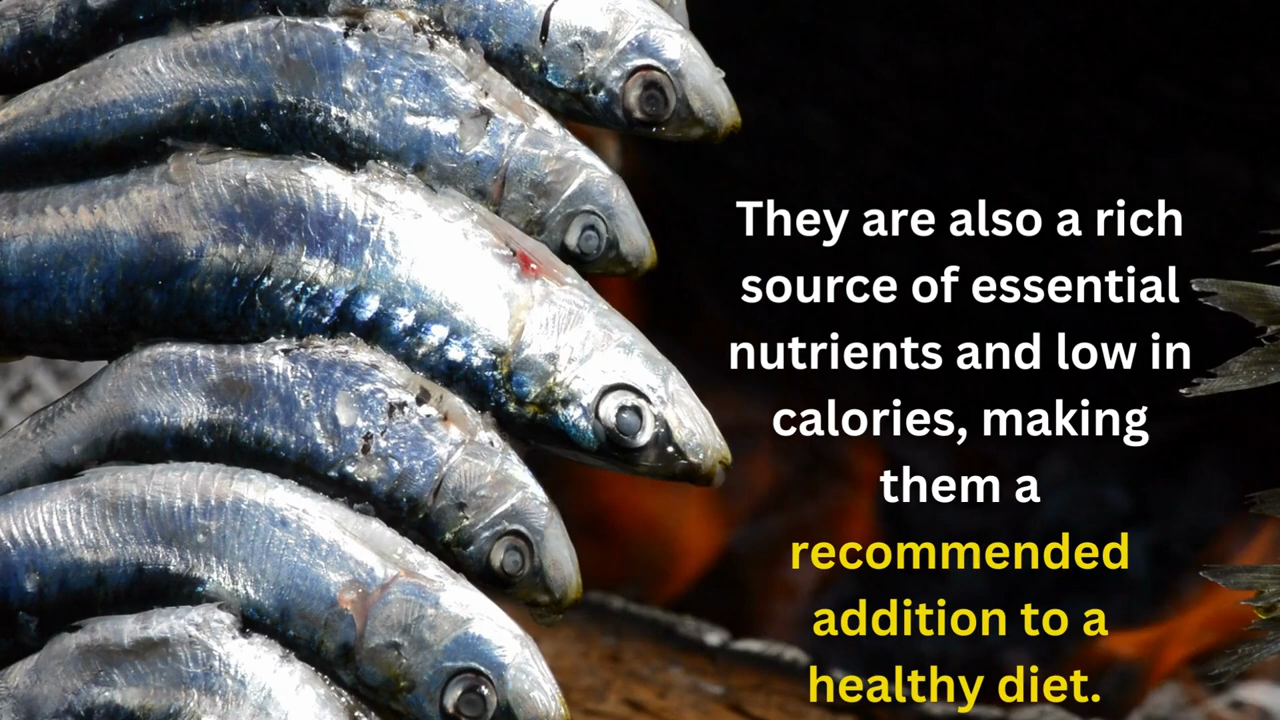 They are also a rich
source of essential
nutrients and low in
calories, making
them a
recommended
addition to a
healthy diet.